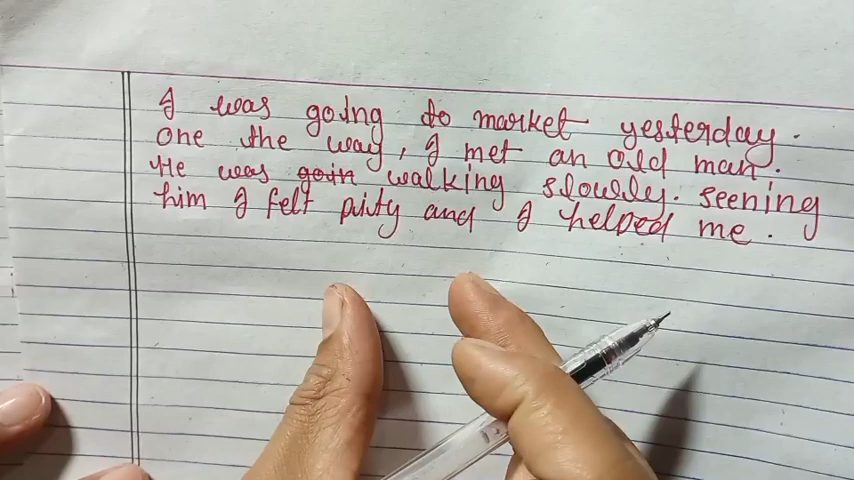 I was going to market yesterday.
One the way, I met an old man.
He was goin walking slowly. seening
him I felt pivty and I helped me.